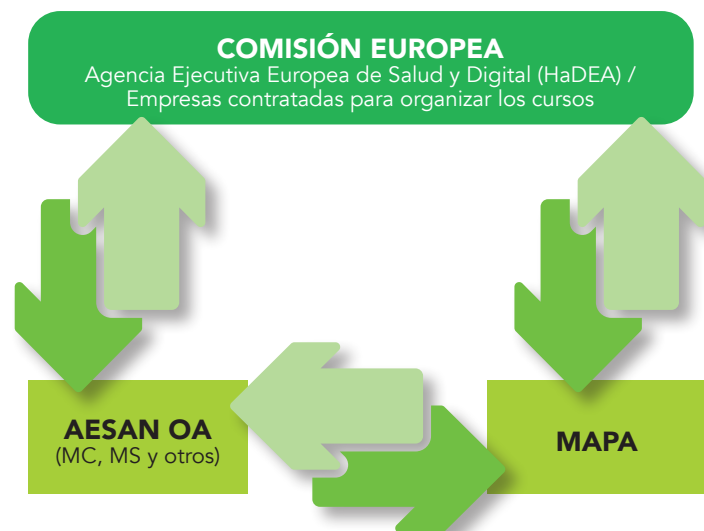 COMISIÓN EUROPEA
Agencia Ejecutiva Europea de Salud y Digital (HaDEA) /
Empresas contratadas para organizar los cursos
AESAN OA
(MC, MS y otros)
MAPA